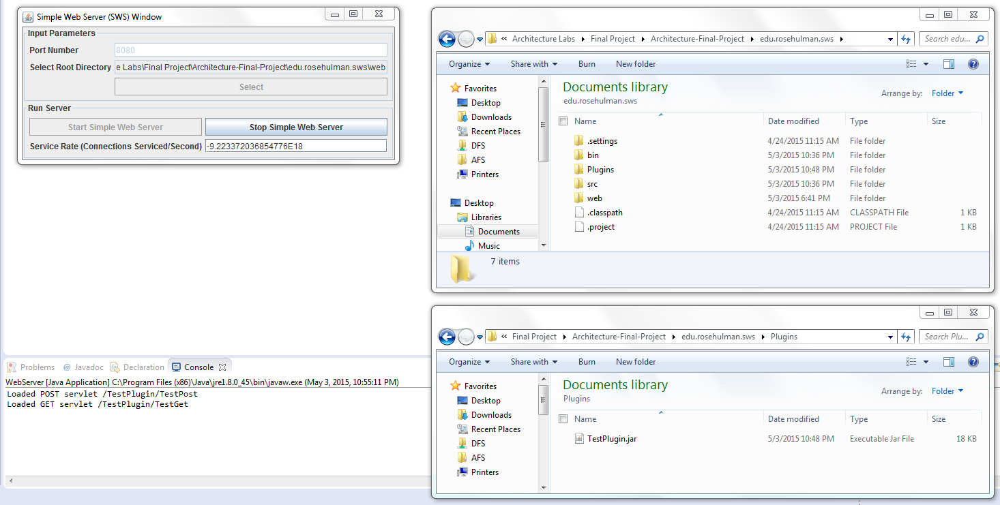 Simple Web Server (SWS) Window
Input Parameters
Port Number 8080
Select Root Directory e Labs\Final Project\Architecture-Final-Project\edu.rosehulman.sws\web
Select
Run Server
Start Simple Web Server Stop Simple Web Server
Service Rate (Connections Serviced/Second) -9.223372036854776E18
« Architecture Labs Final Project Architecture-Final-Project edu.rosehulman.sws Search edu...
Organize Share with Burn New folder
Favorites
Desktop
Downloads
Recent Places
DFS
AFS
Printers
Desktop
Libraries
Documents
Music
Documents library
edu.rosehulman.sws
Arrange by: Folder
Name Date modified Type Size
.settings 4/24/2015 11:15 AM File folder
bin 5/3/2015 10:36 PM File folder
Plugins 5/3/2015 10:48 PM File folder
src 5/3/2015 10:36 PM File folder
web 5/3/2015 6:41 PM File folder
.classpath 4/24/2015 11:15 AM CLASSPATH File 1 KB
.project 4/24/2015 11:15 AM PROJECT File 1 KB
7 items
« Final Project Architecture-Final-Project edu.rosehulman.sws Plugins Search Plu...
Organize Share with Burn New folder
Favorites
Desktop
Downloads
Recent Places
DFS
AFS
Printers
Documents library
Plugins
Arrange by: Folder
Name Date modified Type Size
TestPlugin.jar 5/3/2015 10:48 PM Executable Jar File 18 KB
Problems @ Javadoc Declaration Console
WebServer [Java Application] C:\Program Files (x86)\Java\jre1.8.0_45\bin\javaw.exe (May 3, 2015, 10:55:11 PM)
Loaded POST servlet /TestPlugin/TestPost
Loaded GET servlet /TestPlugin/TestGet